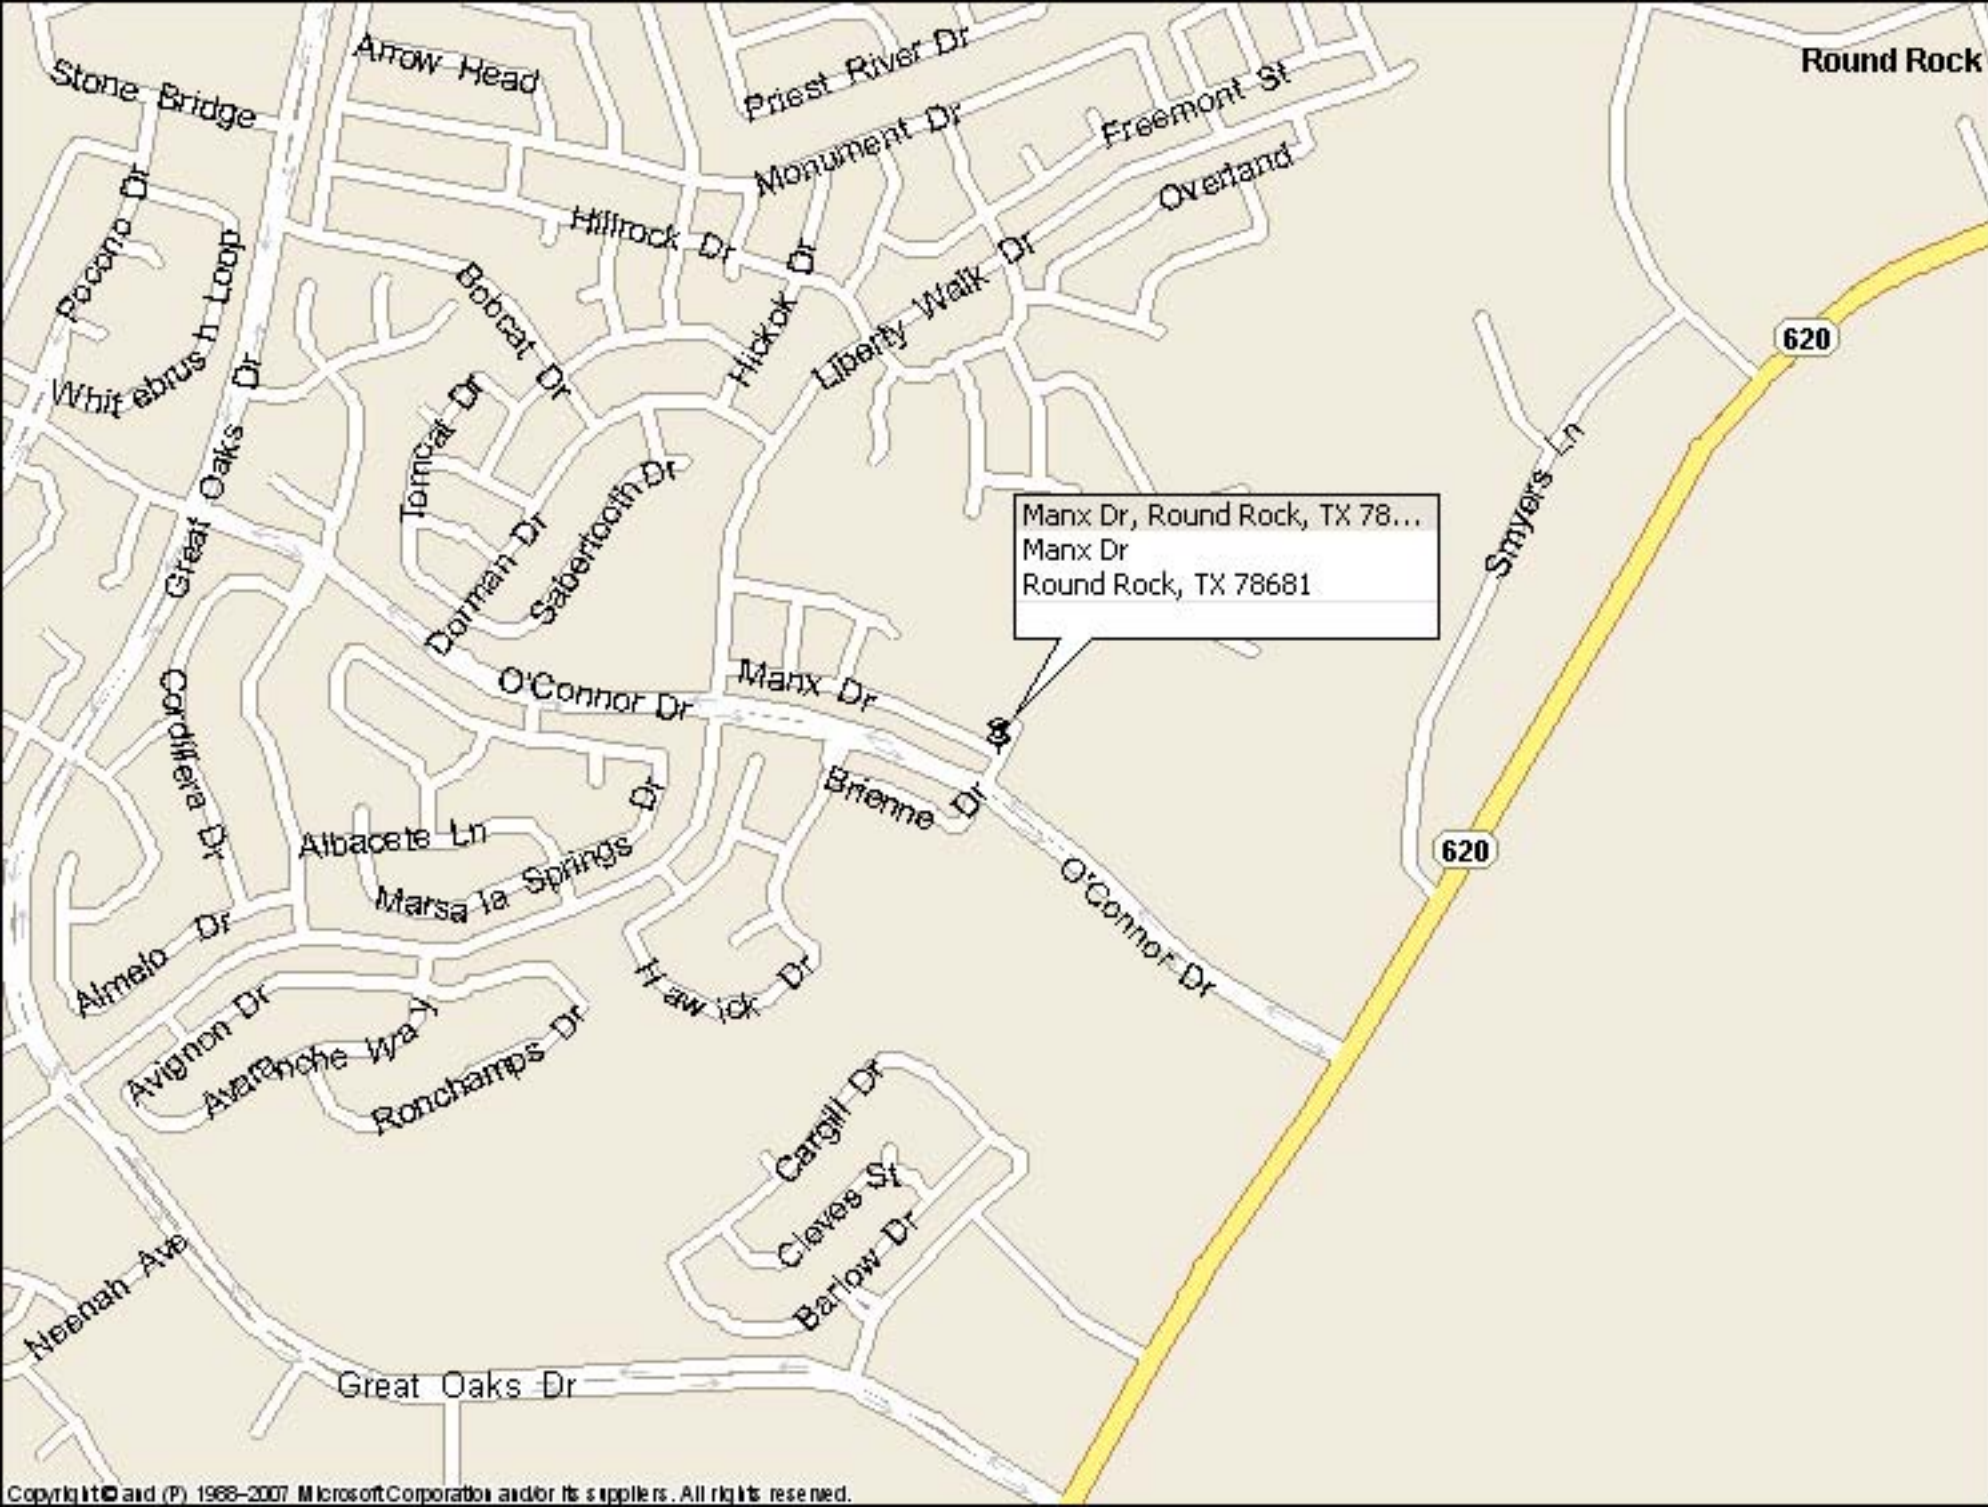 Round Rock
Arrow Head
Priest River Dr
Stone Bridge
Monument Dr
Freemont St
Overland
Pocono Dr
Hillrock Dr
Whitebrush Loop
Bobcat Dr
Hickok Dr
Liberty Walk Dr
620
Great Oaks Dr
Tomcat Dr
Sabertooth Dr
Dorman Dr
Smyers Ln
Manx Dr, Round Rock, TX 78...
Manx Dr
Round Rock, TX 78681
O'Connor Dr
Manx Dr
Cordillera Dr
Brienne Dr
Albacete Ln
Marsala Springs Dr
620
O'Connor Dr
Almelo Dr
Hawick Dr
Avignon Dr
Avaranche Way
Ronchamps Dr
Cargill Dr
Cleves St
Barlow Dr
Neenah Ave
Great Oaks Dr
Copyright © and (P) 1988–2007 Microsoft Corporation and/or its suppliers. All rights reserved.